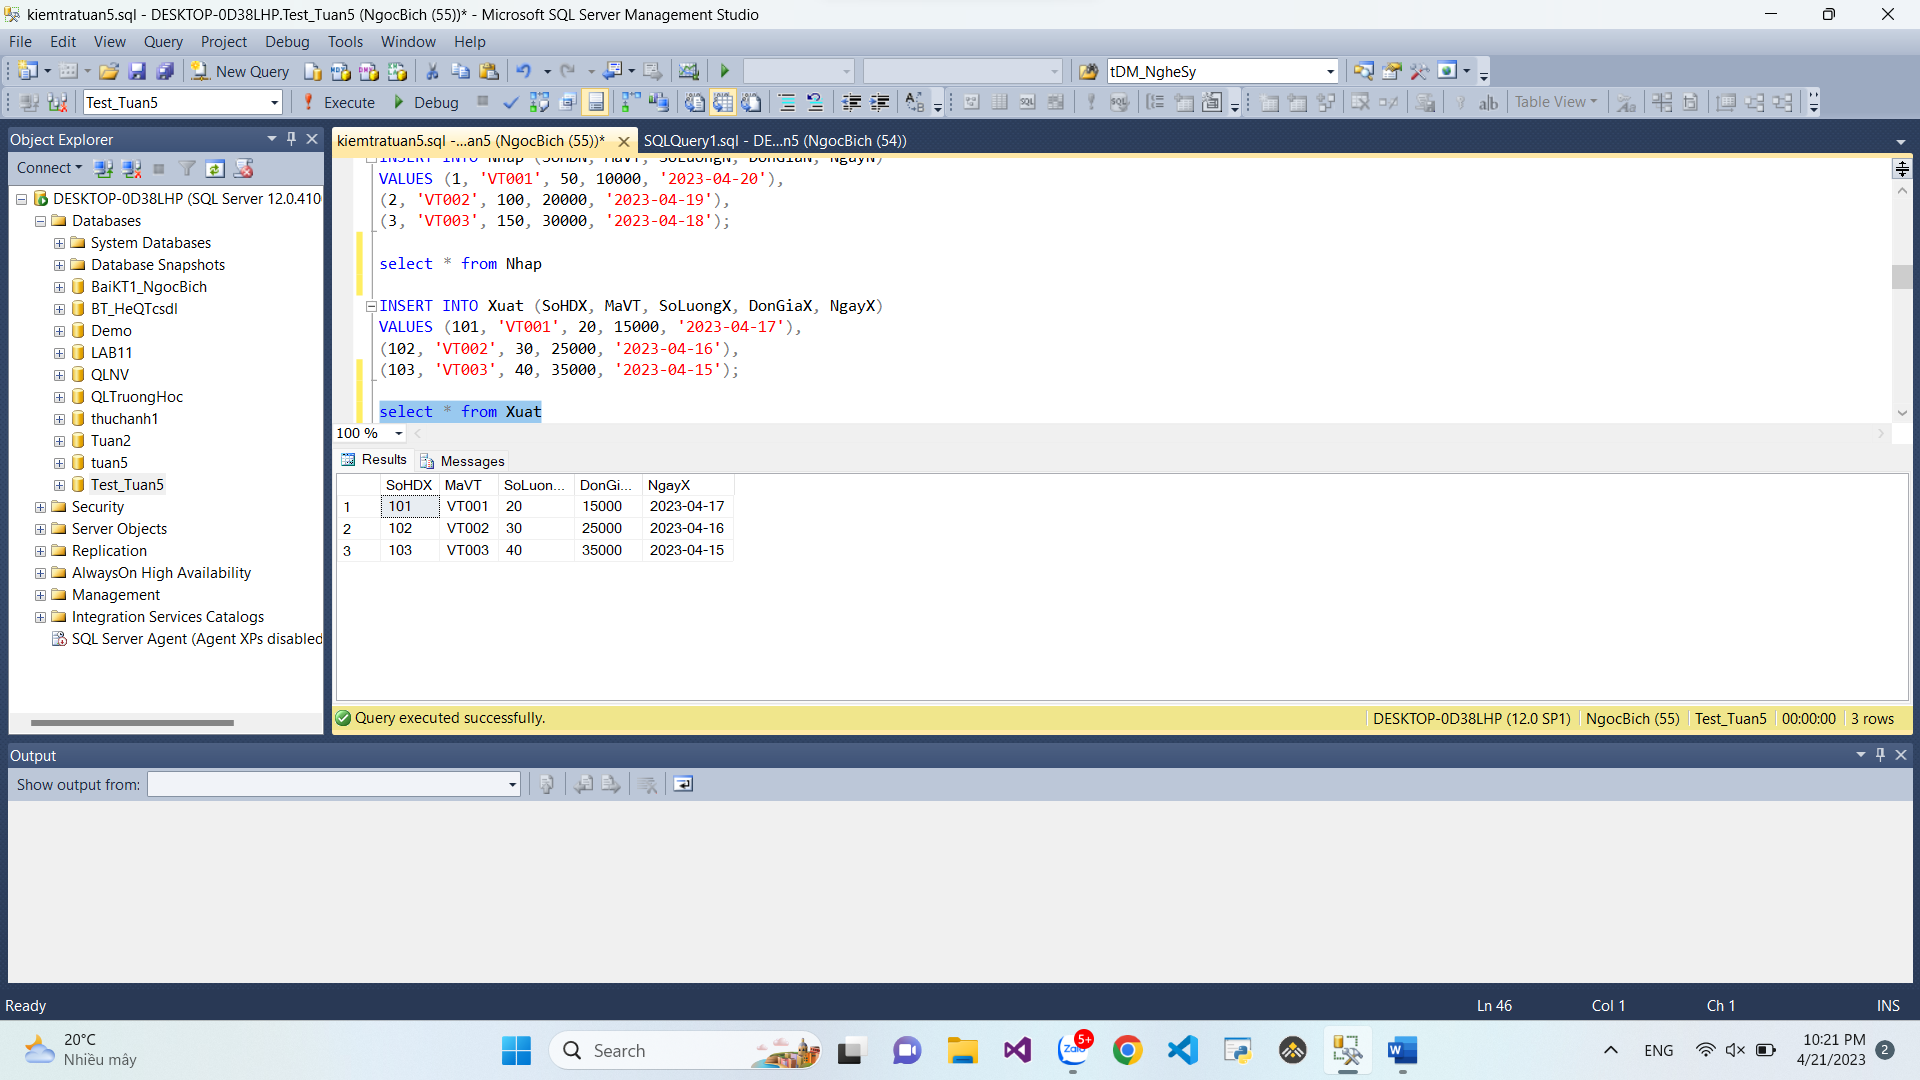 kiemtratuan5.sql - DESKTOP-0D38LHP.Test_Tuan5 (NgocBich (55))* - Microsoft SQL Server Management Studio
File Edit View Query Project Debug Tools Window Help
New Query
tDM_NgheSy
Test_Tuan5
Execute
Debug
Table View
Object Explorer
kiemtratuan5.sql -...an5 (NgocBich (55))*
SQLQuery1.sql - DE...n5 (NgocBich (54))
Connect
DESKTOP-0D38LHP (SQL Server 12.0.410
Databases
System Databases
Database Snapshots
BaiKT1_NgocBich
BT_HeQTcsdl
Demo
LAB11
QLNV
QLTruongHoc
thuchanh1
Tuan2
tuan5
Test_Tuan5
Security
Server Objects
Replication
AlwaysOn High Availability
Management
Integration Services Catalogs
SQL Server Agent (Agent XPs disabled
INSERT INTO Nhap (SoHDN, MaVT, SoLuongN, DonGiaN, NgayN)
VALUES (1, 'VT001', 50, 10000, '2023-04-20'),
(2, 'VT002', 100, 20000, '2023-04-19'),
(3, 'VT003', 150, 30000, '2023-04-18');
select * from Nhap
INSERT INTO Xuat (SoHDX, MaVT, SoLuongX, DonGiaX, NgayX)
VALUES (101, 'VT001', 20, 15000, '2023-04-17'),
(102, 'VT002', 30, 25000, '2023-04-16'),
(103, 'VT003', 40, 35000, '2023-04-15');
select * from Xuat
100 %
Results Messages
SoHDX MaVT SoLuon... DonGi... NgayX
1 101 VT001 20 15000 2023-04-17
2 102 VT002 30 25000 2023-04-16
3 103 VT003 40 35000 2023-04-15
Query executed successfully.
DESKTOP-0D38LHP (12.0 SP1) NgocBich (55) Test_Tuan5 00:00:00 3 rows
Output
Show output from:
Ready
Ln 46 Col 1 Ch 1 INS
20°C
Nhiều mây
Search
5+
Zalo
ENG
10:21 PM
4/21/2023
2